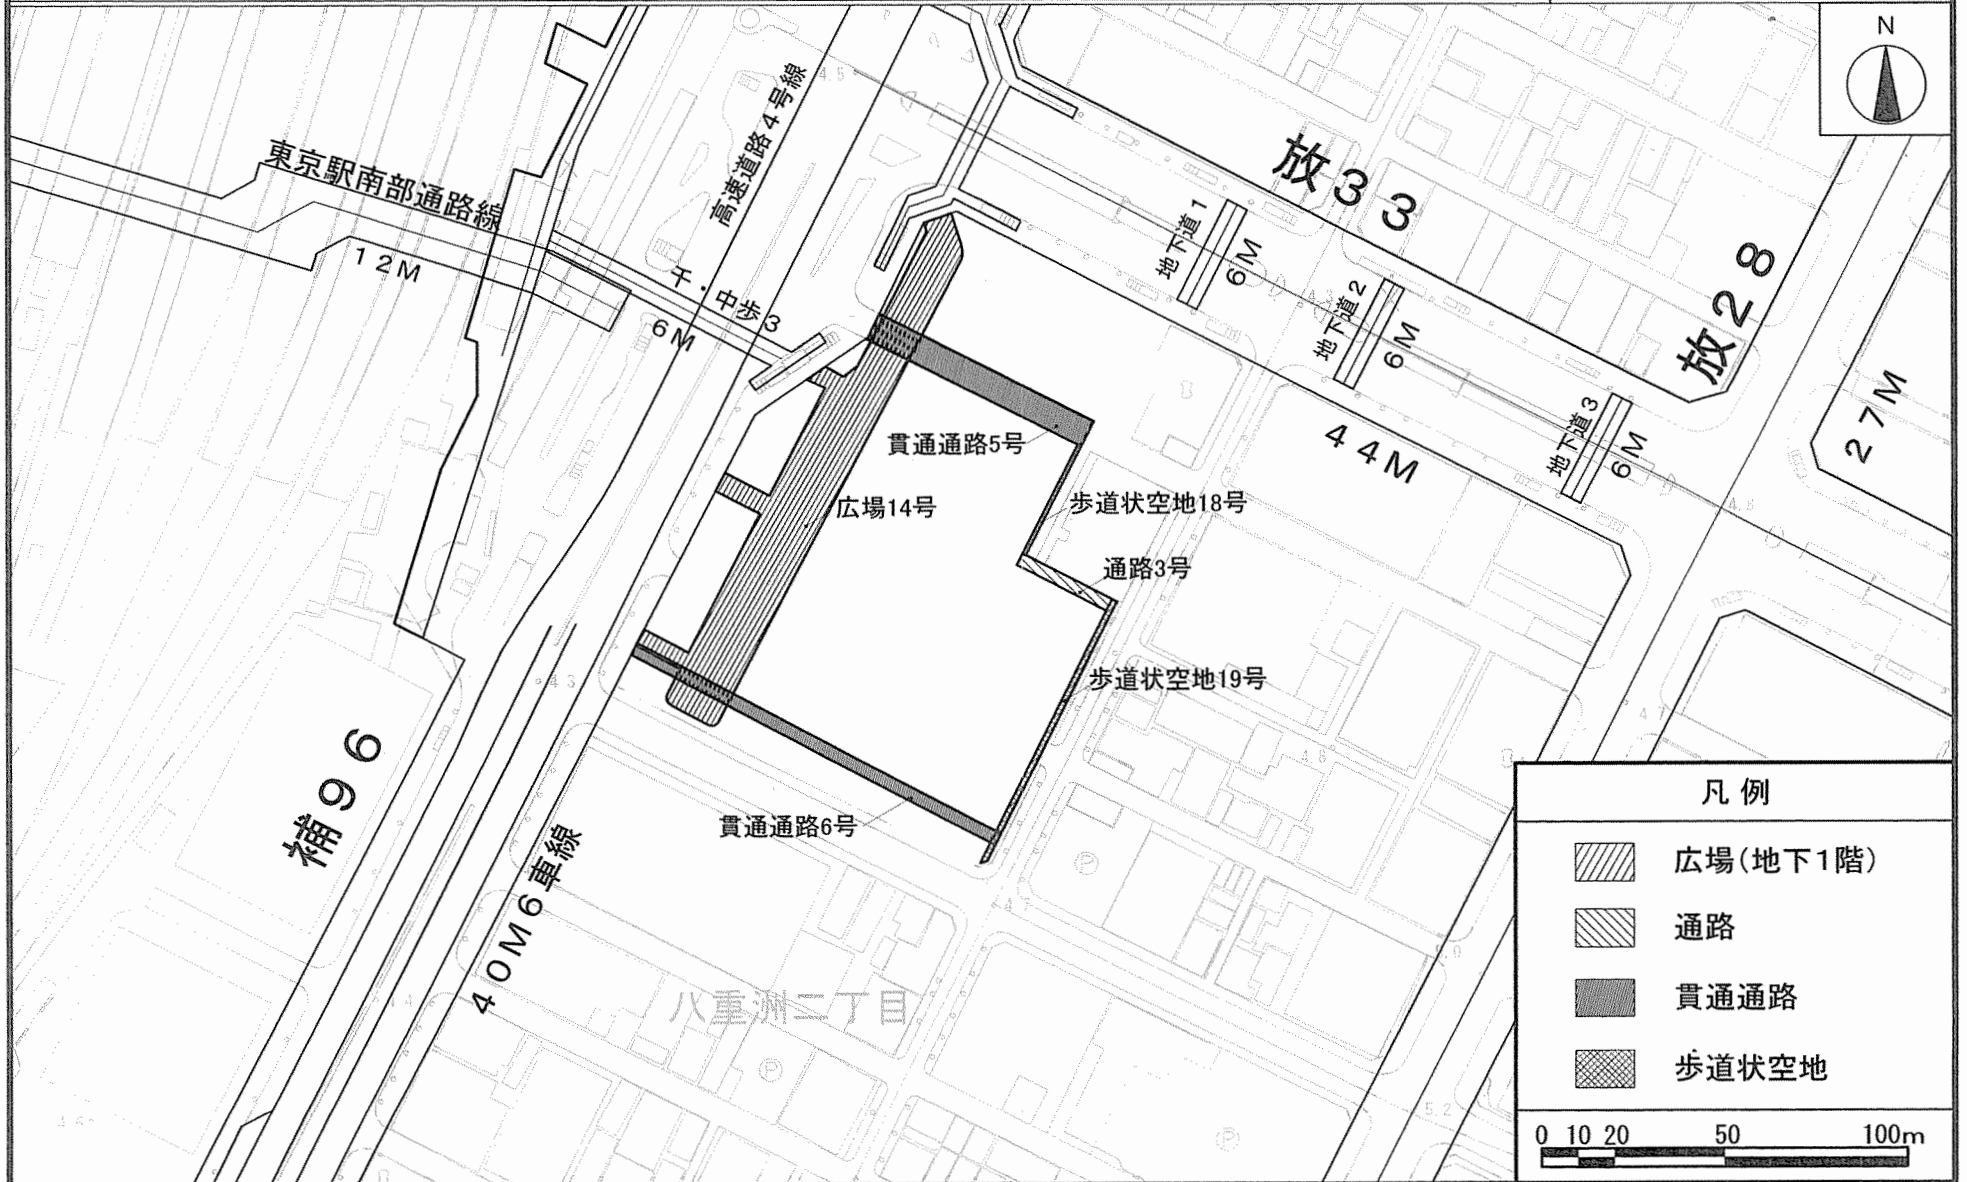 N
高速道路4号線
東京駅南部通路線
12M
千・中歩3
6M
放33
放28
27M
地下道1
6M
地下道2
6M
地下道3
6M
44M
貫通通路5号
広場14号
歩道状空地18号
通路3号
歩道状空地19号
貫通通路6号
補96
40M6車線
八重洲二丁目
凡例
広場(地下1階)
通路
貫通通路
歩道状空地
0 10 20 50 100m